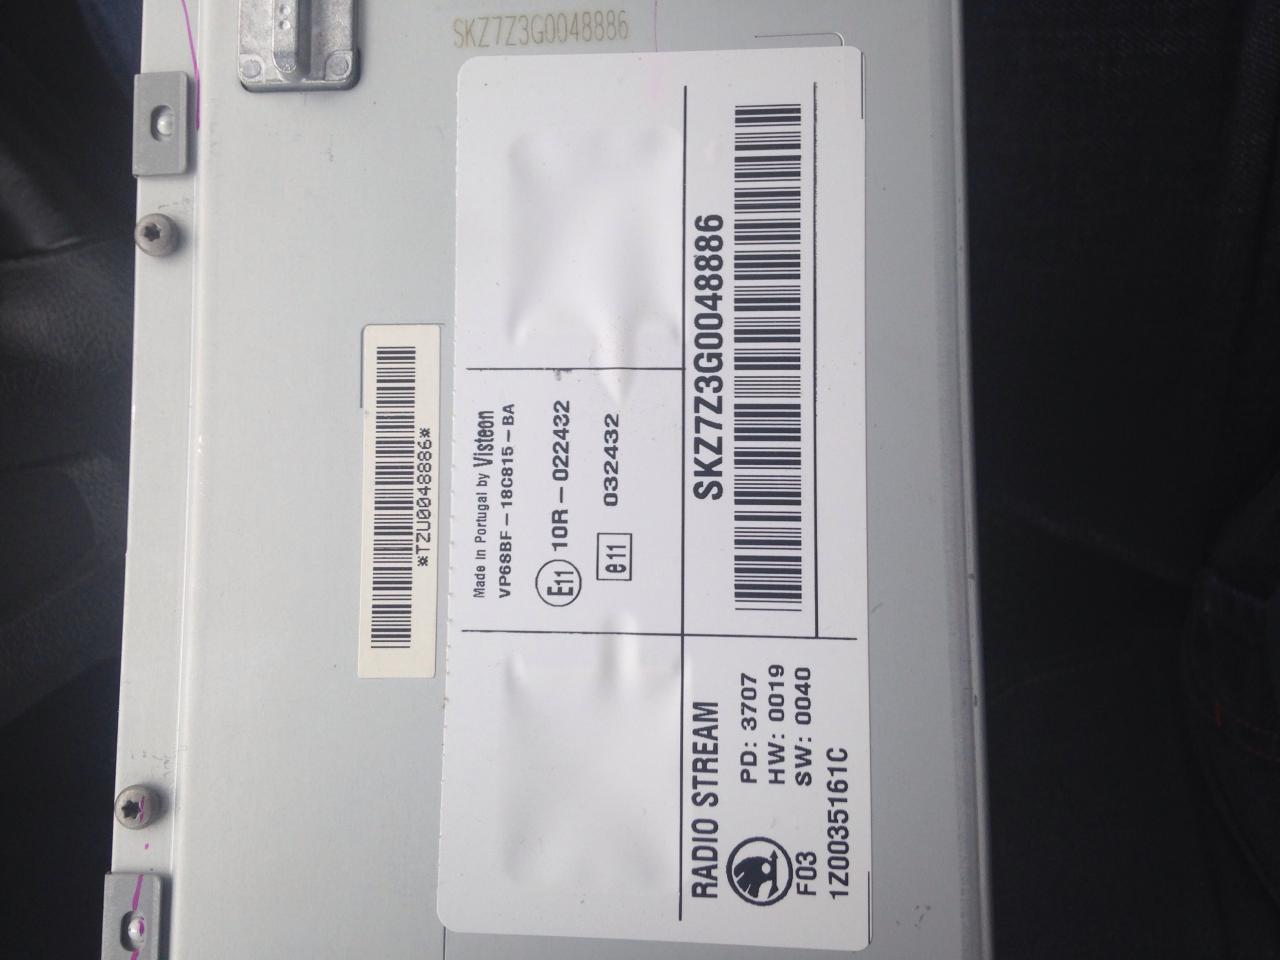 SKZ7Z3G0048886
*TZU0048886*
Made in Portugal by Visteon
VP6SBF-18C815-BA
E11 10R-022432
e11 032432
SKZ7Z3G0048886
RADIO STREAM
PD: 3707
HW: 0019
SW: 0040
F03
1Z0035161C